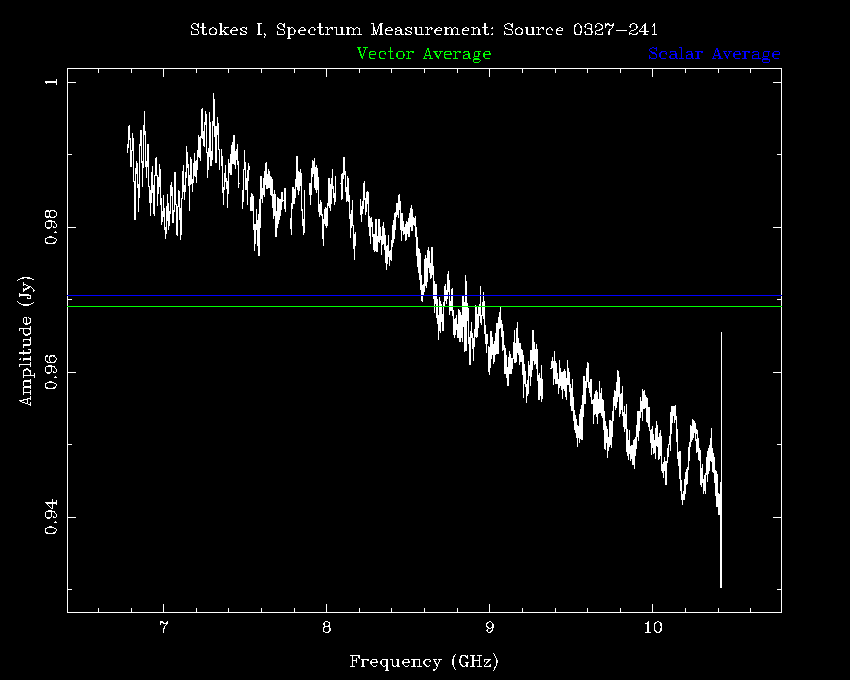 Stokes I, Spectrum Measurement: Source 0327-241
Vector Average
Scalar Average
1
0.98
0.96
0.94
Amplitude (Jy)
7
8
9
10
Frequency (GHz)